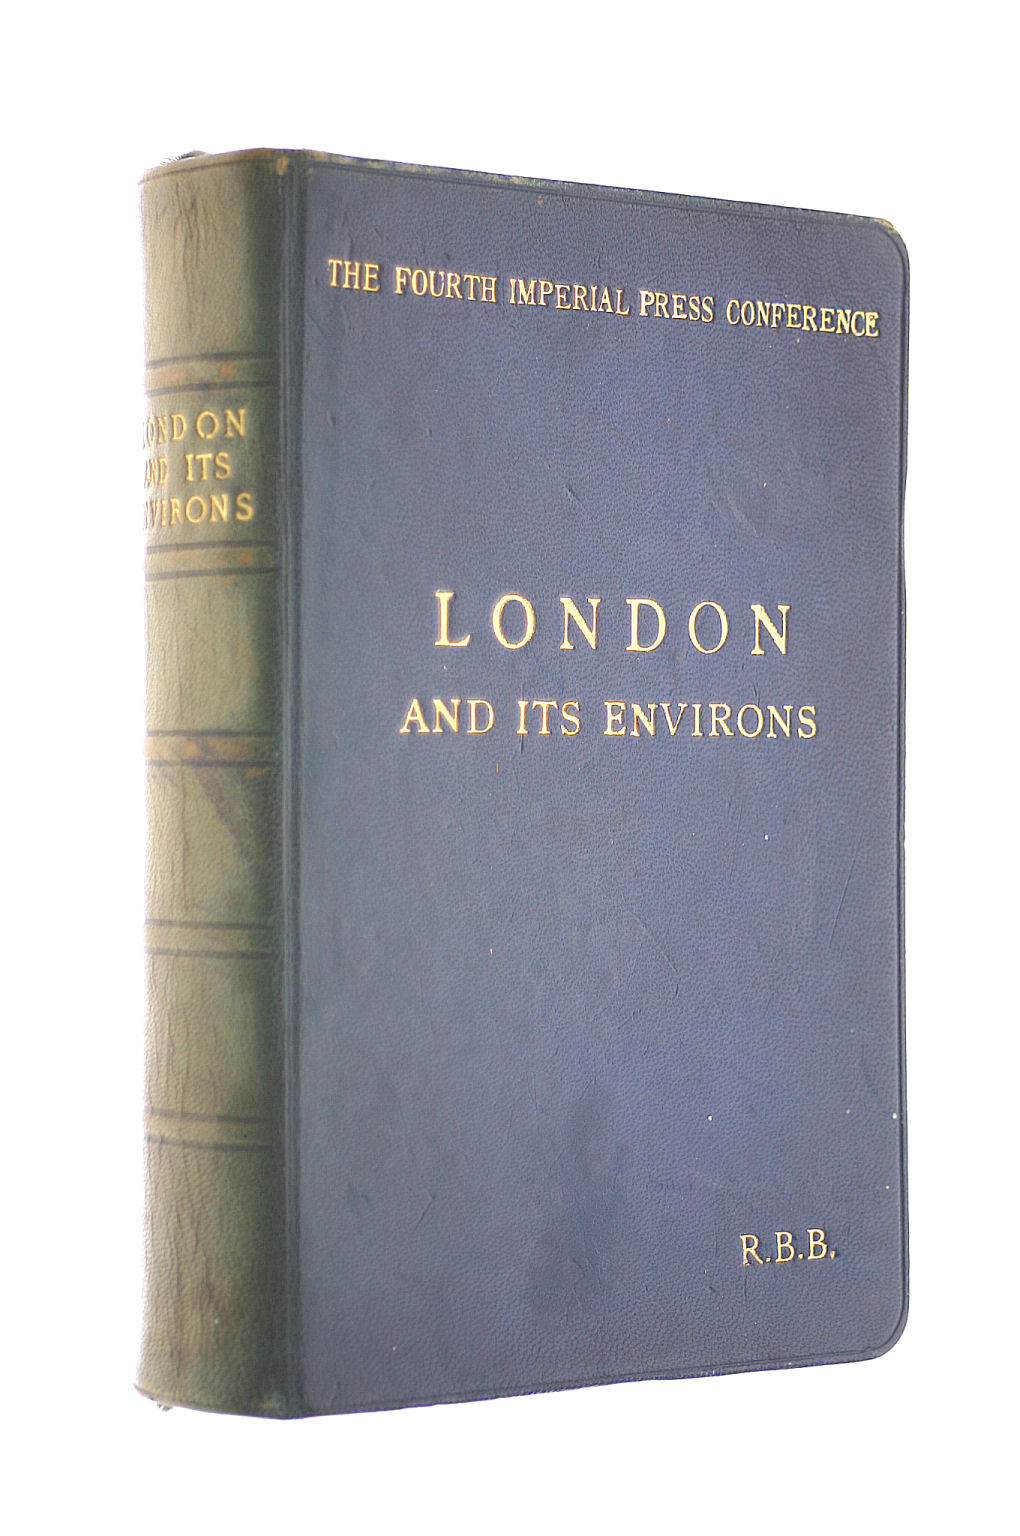 THE FOURTH IMPERIAL PRESS CONFERENCE
LONDON
AND ITS ENVIRONS
R.B.B.
LONDON
AND ITS
ENVIRONS